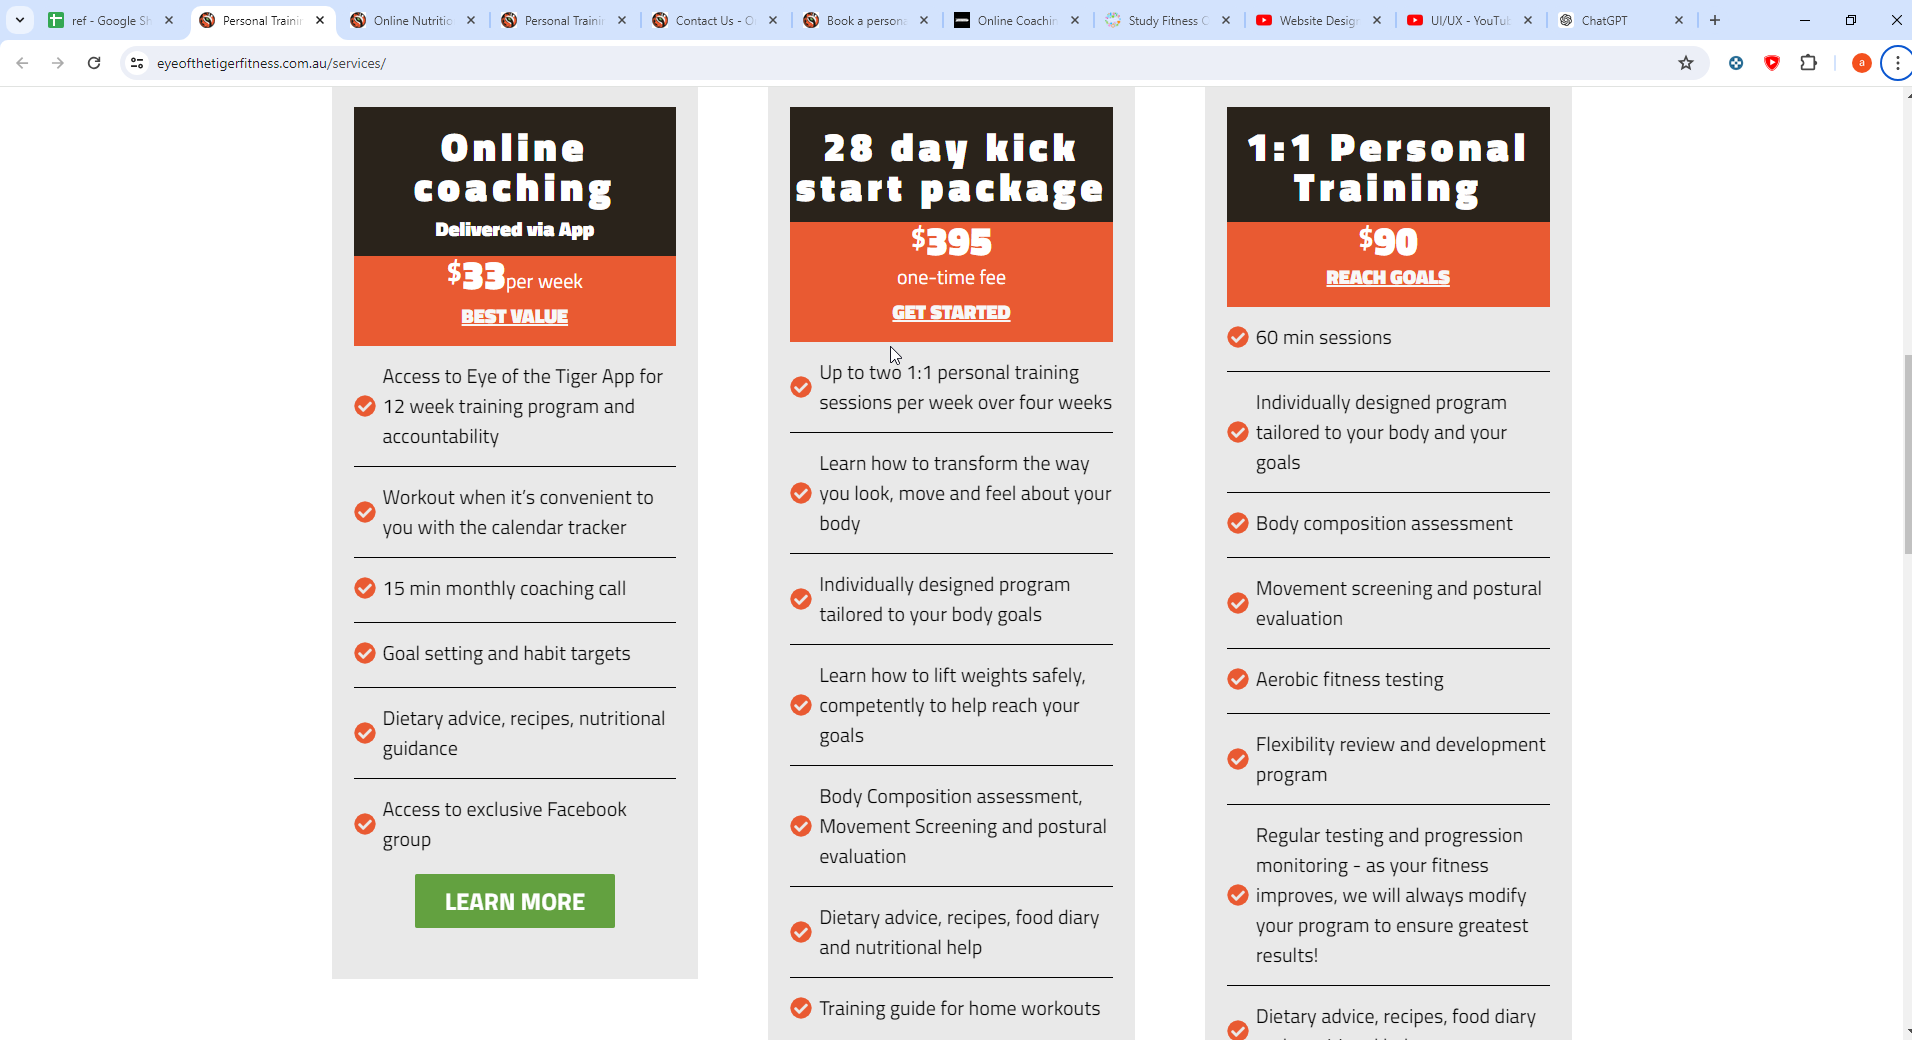 ref - Google Sh
Personal Trainin
Online Nutritio
Personal Trainin
Contact Us - O
Book a persona
Online Coachin
Study Fitness C
Website Design
UI/UX - YouTub
ChatGPT
eyeofthetigerfitness.com.au/services/
a
Online
coaching
Delivered via App
$33per week
BEST VALUE
Access to Eye of the Tiger App for
12 week training program and
accountability
Workout when it’s convenient to
you with the calendar tracker
15 min monthly coaching call
Goal setting and habit targets
Dietary advice, recipes, nutritional
guidance
Access to exclusive Facebook
group
LEARN MORE
28 day kick
start package
$395
one-time fee
GET STARTED
Up to two 1:1 personal training
sessions per week over four weeks
Learn how to transform the way
you look, move and feel about your
body
Individually designed program
tailored to your body goals
Learn how to lift weights safely,
competently to help reach your
goals
Body Composition assessment,
Movement Screening and postural
evaluation
Dietary advice, recipes, food diary
and nutritional help
Training guide for home workouts
1:1 Personal
Training
$90
REACH GOALS
60 min sessions
Individually designed program
tailored to your body and your
goals
Body composition assessment
Movement screening and postural
evaluation
Aerobic fitness testing
Flexibility review and development
program
Regular testing and progression
monitoring - as your fitness
improves, we will always modify
your program to ensure greatest
results!
Dietary advice, recipes, food diary